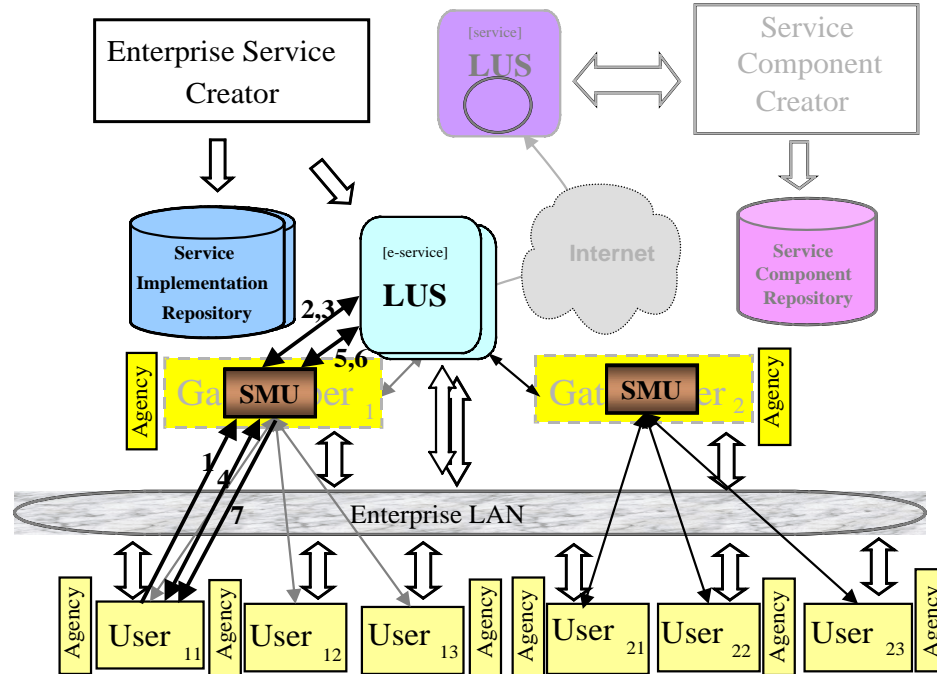 Enterprise Service
Creator
[service]
LUS
Service
Component
Creator
Service
Implementation
Repository
[e-service]
LUS
Internet
Service
Component
Repository
2,3
5,6
Agency
SMU
1
SMU
2
Agency
1
4
7
Enterprise LAN
Agency
User 11
Agency
User 12
User 13
Agency
Agency
User 21
User 22
Agency
User 23
Agency